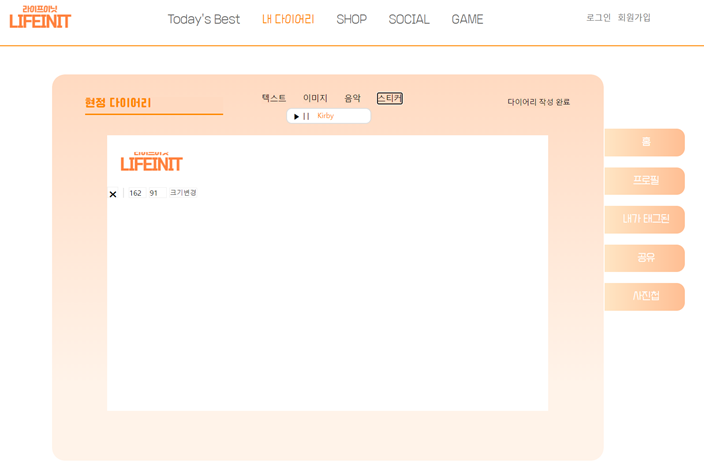 라이프이닛
LIFEINIT
Today's Best 내 다이어리 SHOP SOCIAL GAME
로그인 회원가입
현정 다이어리
텍스트 이미지 음악 스티커
다이어리 작성 완료
Kirby
라이프이닛
LIFEINIT
162 91 크기변경
홈
프로필
내가 태그된
공유
사진첩